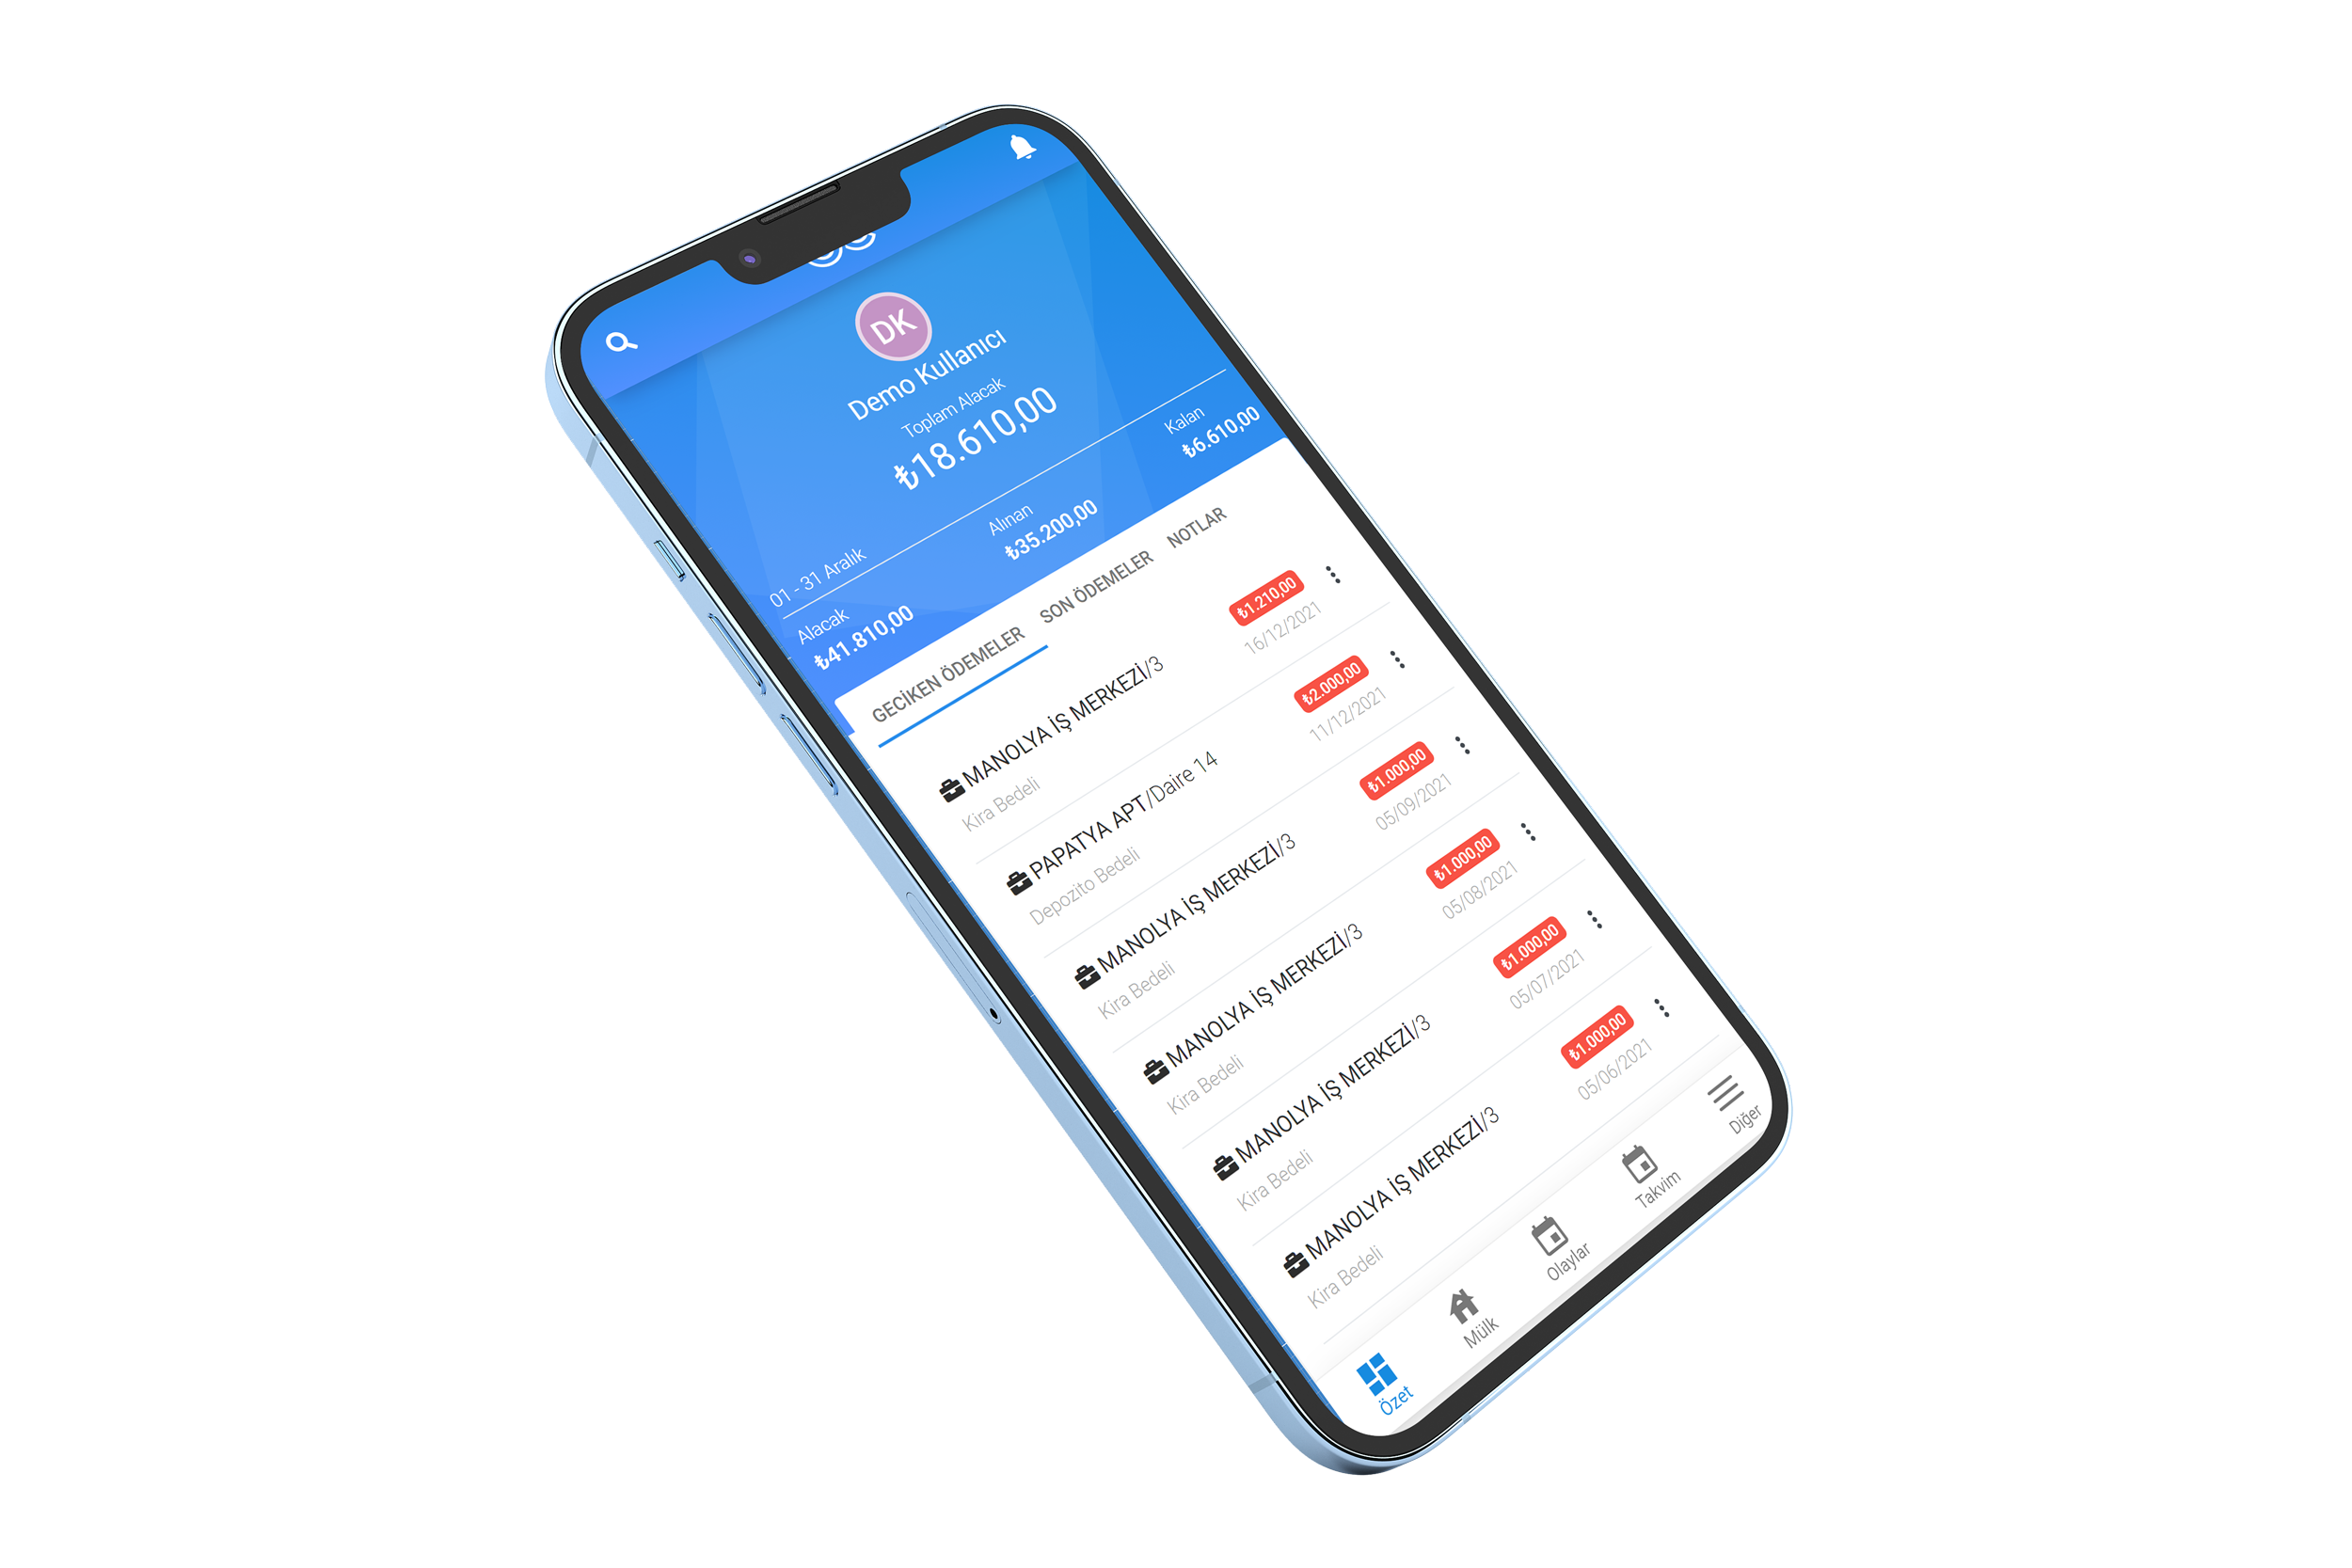 DK
Demo Kullanıcı
Toplam Alacak
₺18.610,00
01 - 31 Aralık
Alacak Alınan Kalan
₺41.810,00 ₺35.200,00 ₺6.610,00
GECİKEN ÖDEMELER SON ÖDEMELER NOTLAR
MANOLYA İŞ MERKEZİ/3 ₺1.210,00
Kira Bedeli 16/12/2021
PAPATYA APT/Daire 14 ₺2.000,00
Depozito Bedeli 11/12/2021
MANOLYA İŞ MERKEZİ/3 ₺1.000,00
Kira Bedeli 05/09/2021
MANOLYA İŞ MERKEZİ/3 ₺1.000,00
Kira Bedeli 05/08/2021
MANOLYA İŞ MERKEZİ/3 ₺1.000,00
Kira Bedeli 05/07/2021
MANOLYA İŞ MERKEZİ/3 ₺1.000,00
Kira Bedeli 05/06/2021
Özet Mülk Olaylar Takvim Diğer